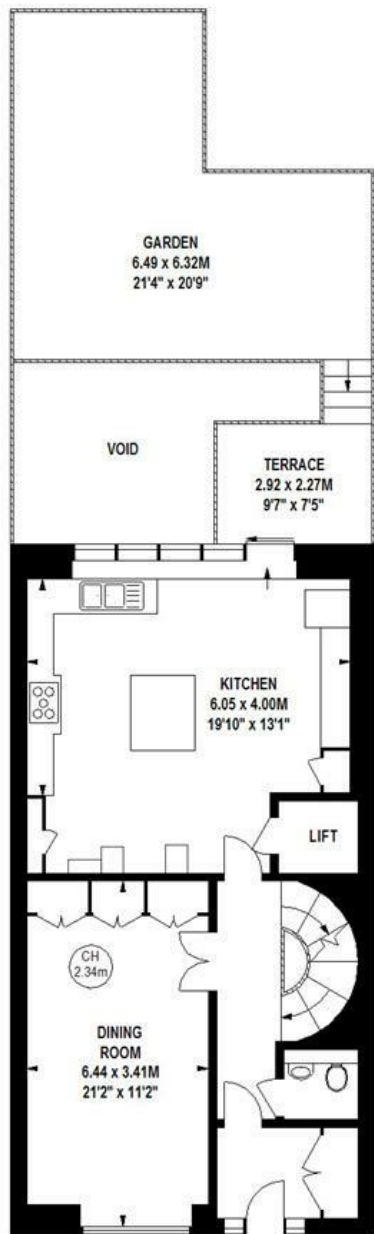 GARDEN
6.49 x 6.32M
21'4" x 20'9"
VOID
TERRACE
2.92 x 2.27M
9'7" x 7'5"
KITCHEN
6.05 x 4.00M
19'10" x 13'1"
LIFT
CH
2.34m
DINING
ROOM
6.44 x 3.41M
21'2" x 11'2"